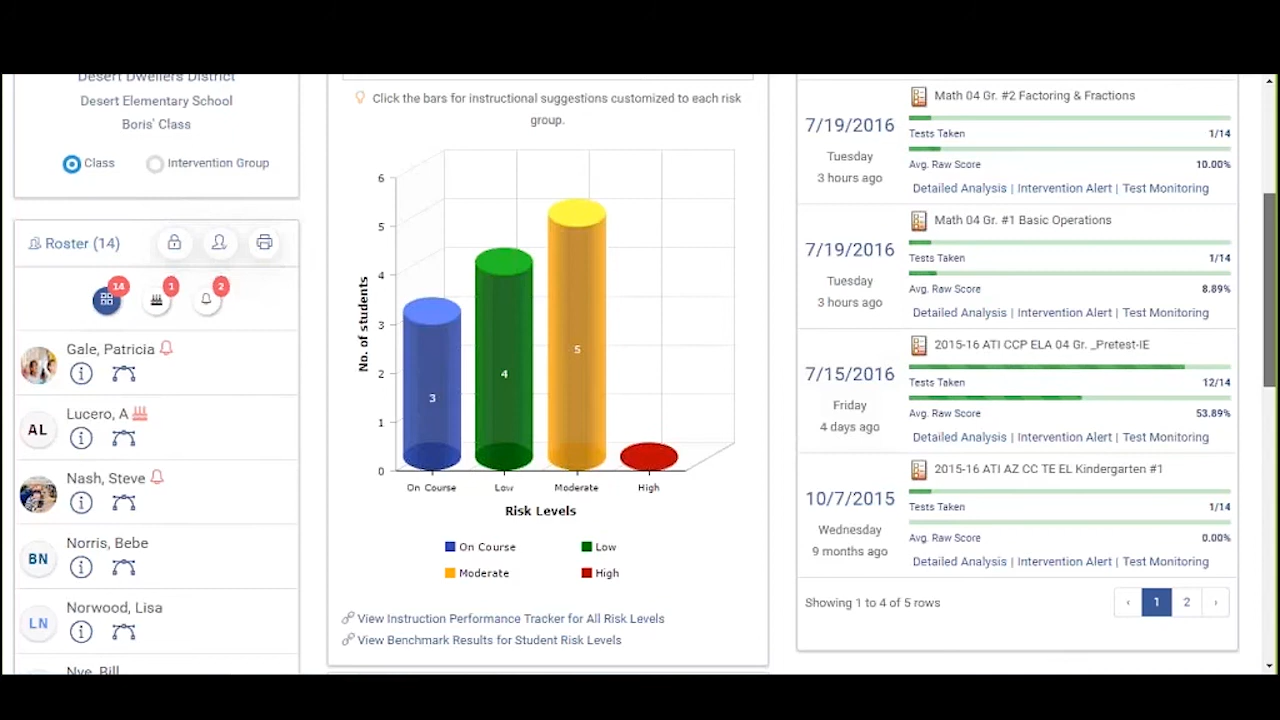 Desert Dwellers District
Desert Elementary School
Boris' Class
Class
Intervention Group
Roster (14)
14
1
2
Gale, Patricia
Lucero, A
AL
Nash, Steve
Norris, Bebe
BN
Norwood, Lisa
LN
Nye, Bill
Click the bars for instructional suggestions customized to each risk
group.
6
5
4
3
2
1
0
No. of students
3
4
5
On Course
Low
Moderate
High
Risk Levels
On Course
Low
Moderate
High
View Instruction Performance Tracker for All Risk Levels
View Benchmark Results for Student Risk Levels
7/19/2016
Tuesday
3 hours ago
Math 04 Gr. #2 Factoring & Fractions
Tests Taken 1/14
Avg. Raw Score 10.00%
Detailed Analysis | Intervention Alert | Test Monitoring
7/19/2016
Tuesday
3 hours ago
Math 04 Gr. #1 Basic Operations
Tests Taken 1/14
Avg. Raw Score 8.89%
Detailed Analysis | Intervention Alert | Test Monitoring
7/15/2016
Friday
4 days ago
2015-16 ATI CCP ELA 04 Gr. _Pretest-IE
Tests Taken 12/14
Avg. Raw Score 53.89%
Detailed Analysis | Intervention Alert | Test Monitoring
10/7/2015
Wednesday
9 months ago
2015-16 ATI AZ CC TE EL Kindergarten #1
Tests Taken 1/14
Avg. Raw Score 0.00%
Detailed Analysis | Intervention Alert | Test Monitoring
Showing 1 to 4 of 5 rows
‹ 1 2 ›